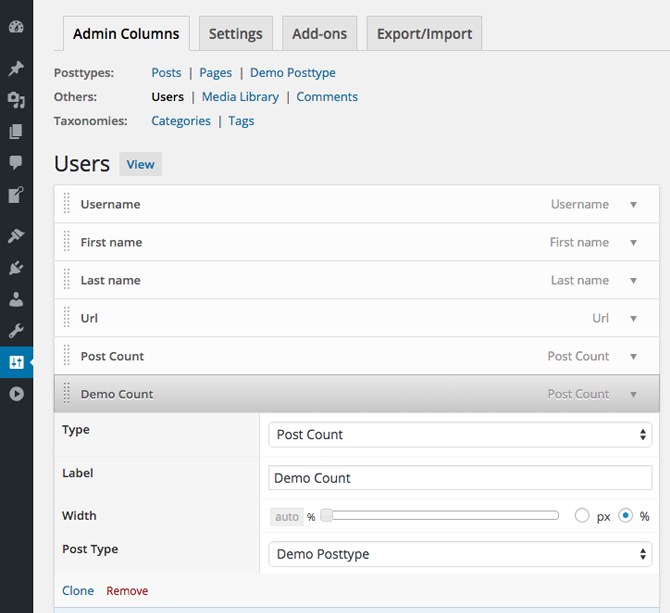 Admin Columns Settings Add-ons Export/Import
Posttypes: Posts | Pages | Demo Posttype
Others: Users | Media Library | Comments
Taxonomies: Categories | Tags
Users View
Username Username
First name First name
Last name Last name
Url Url
Post Count Post Count
Demo Count Post Count
Type Post Count
Label Demo Count
Width auto % px %
Post Type Demo Posttype
Clone Remove